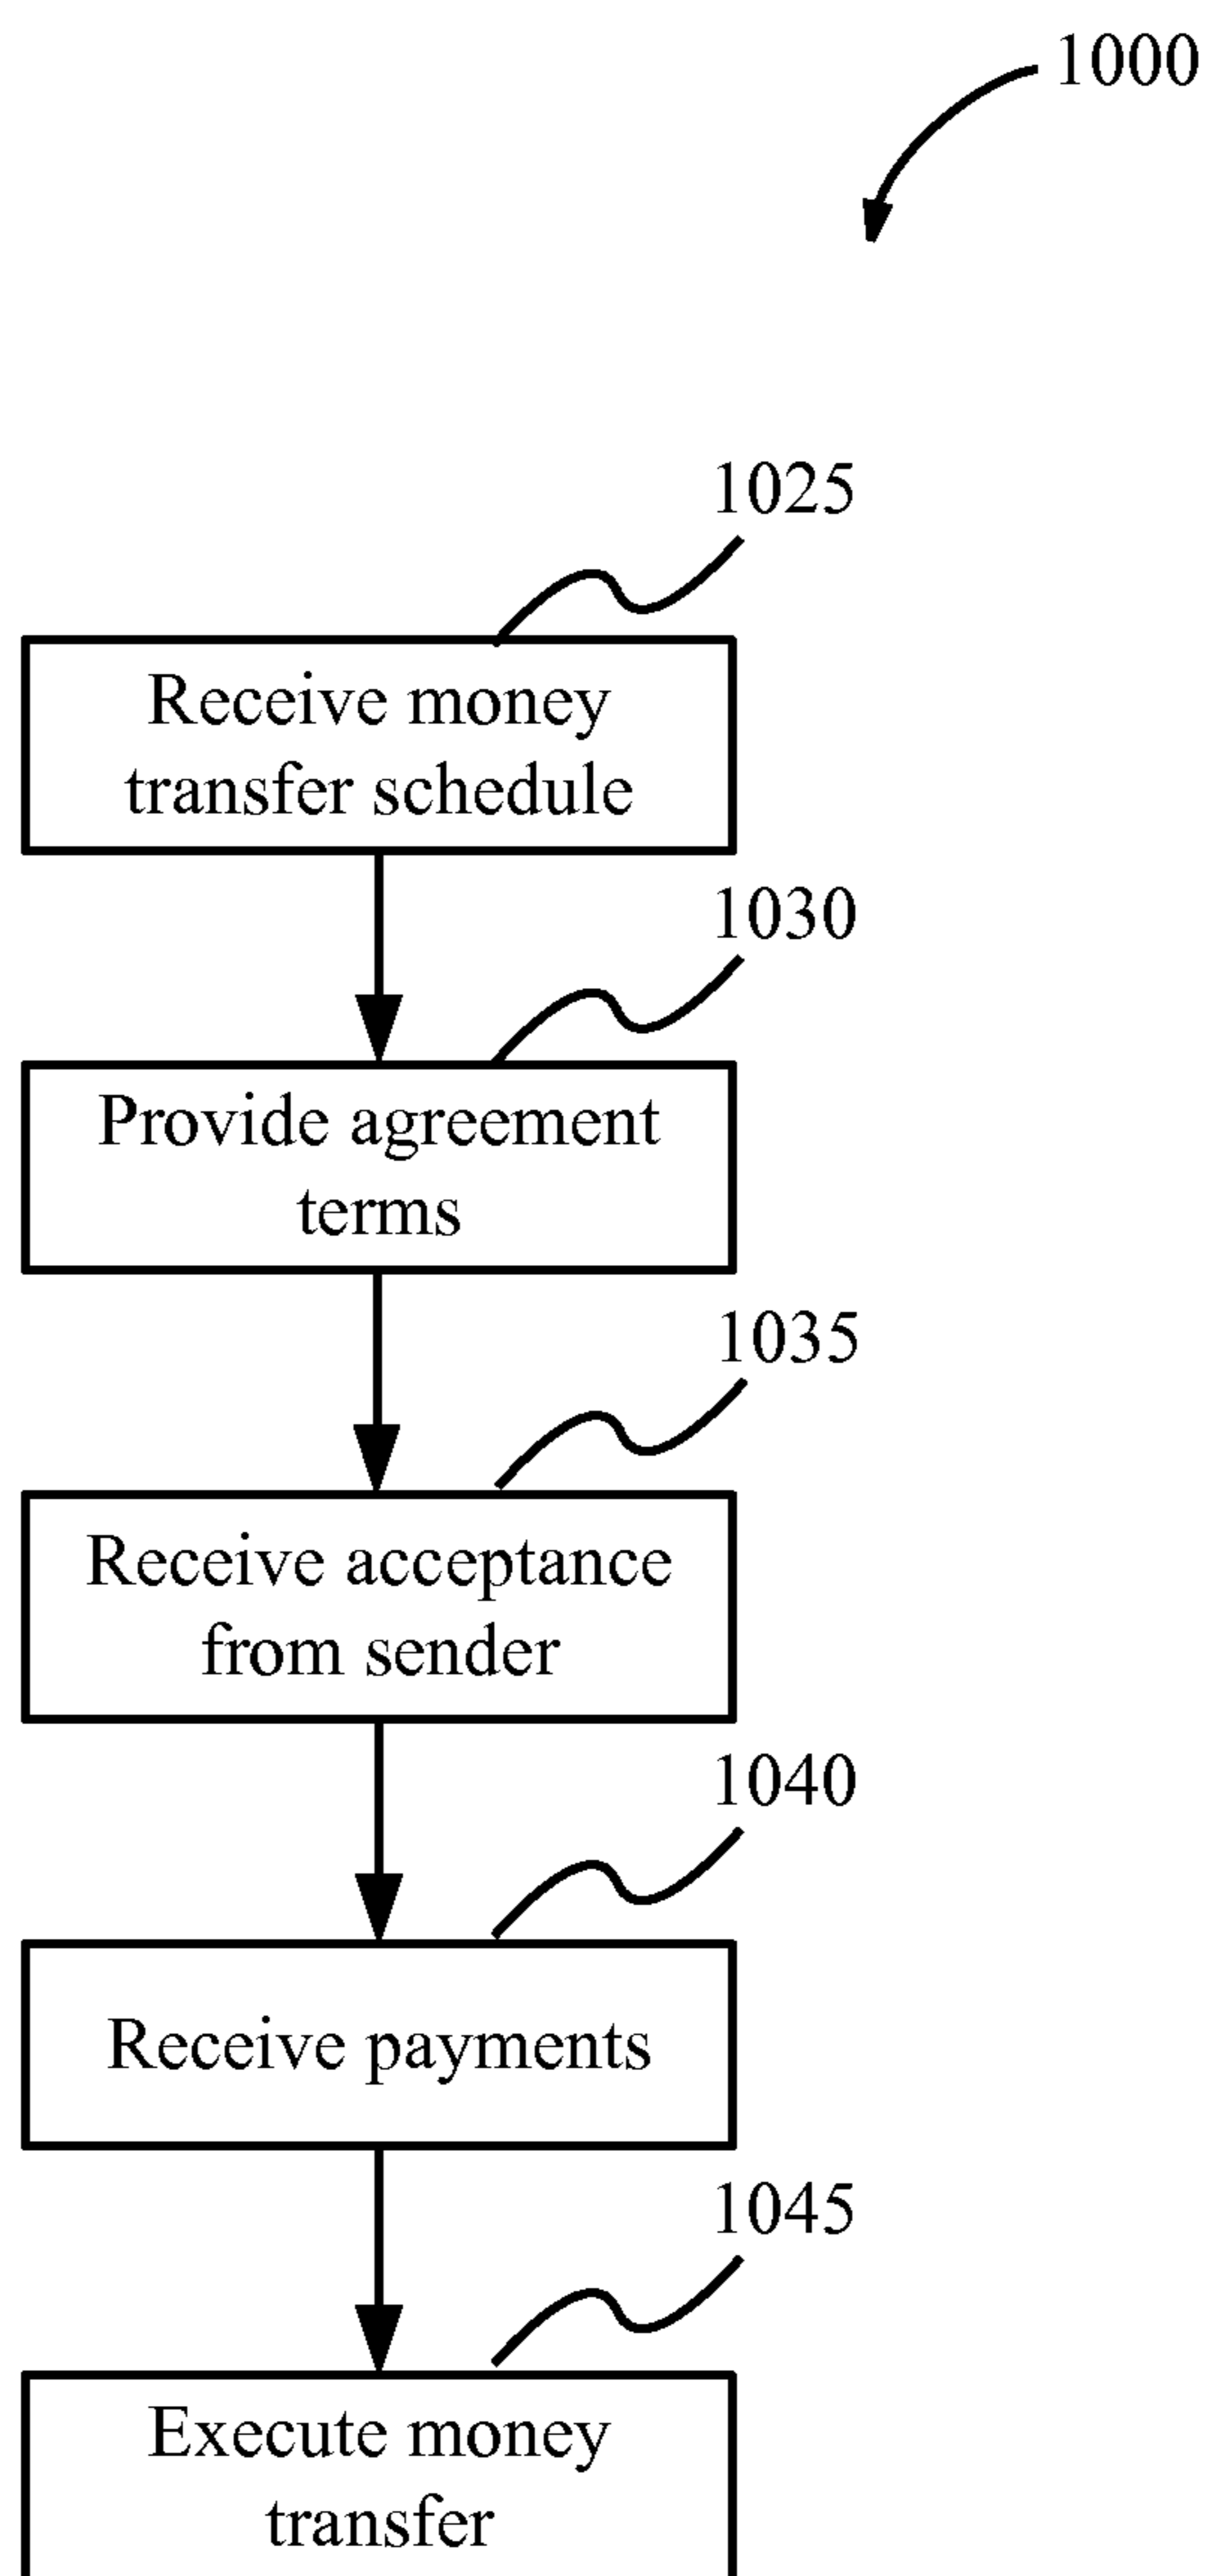 1000
1025
Receive money
transfer schedule
1030
Provide agreement
terms
1035
Receive acceptance
from sender
1040
Receive payments
1045
Execute money
transfer